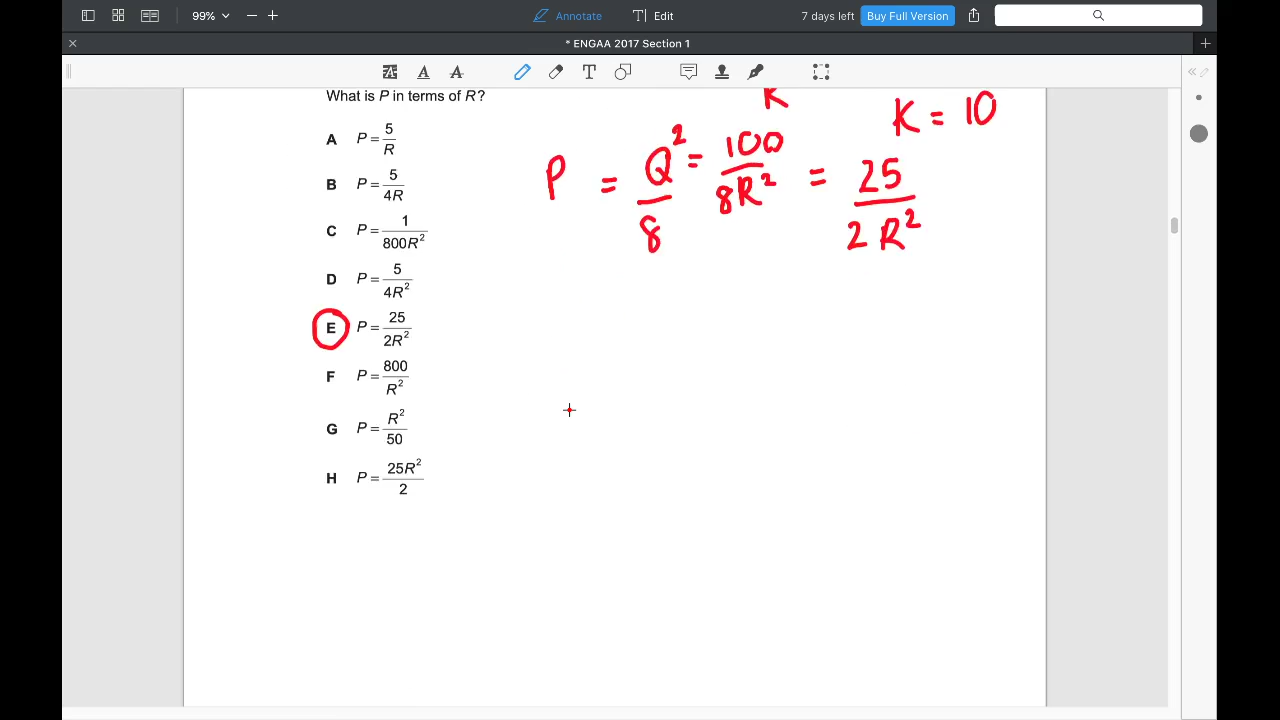 99%
Annotate
Edit
7 days left
Buy Full Version
* ENGAA 2017 Section 1
What is P in terms of R?
K = 10
P = Q²/8 = 100/8R² = 25/2R²
A P = 5/R
B P = 5/4R
C P = 1/800R²
D P = 5/4R²
E P = 25/2R²
F P = 800/R²
G P = R²/50
H P = 25R²/2